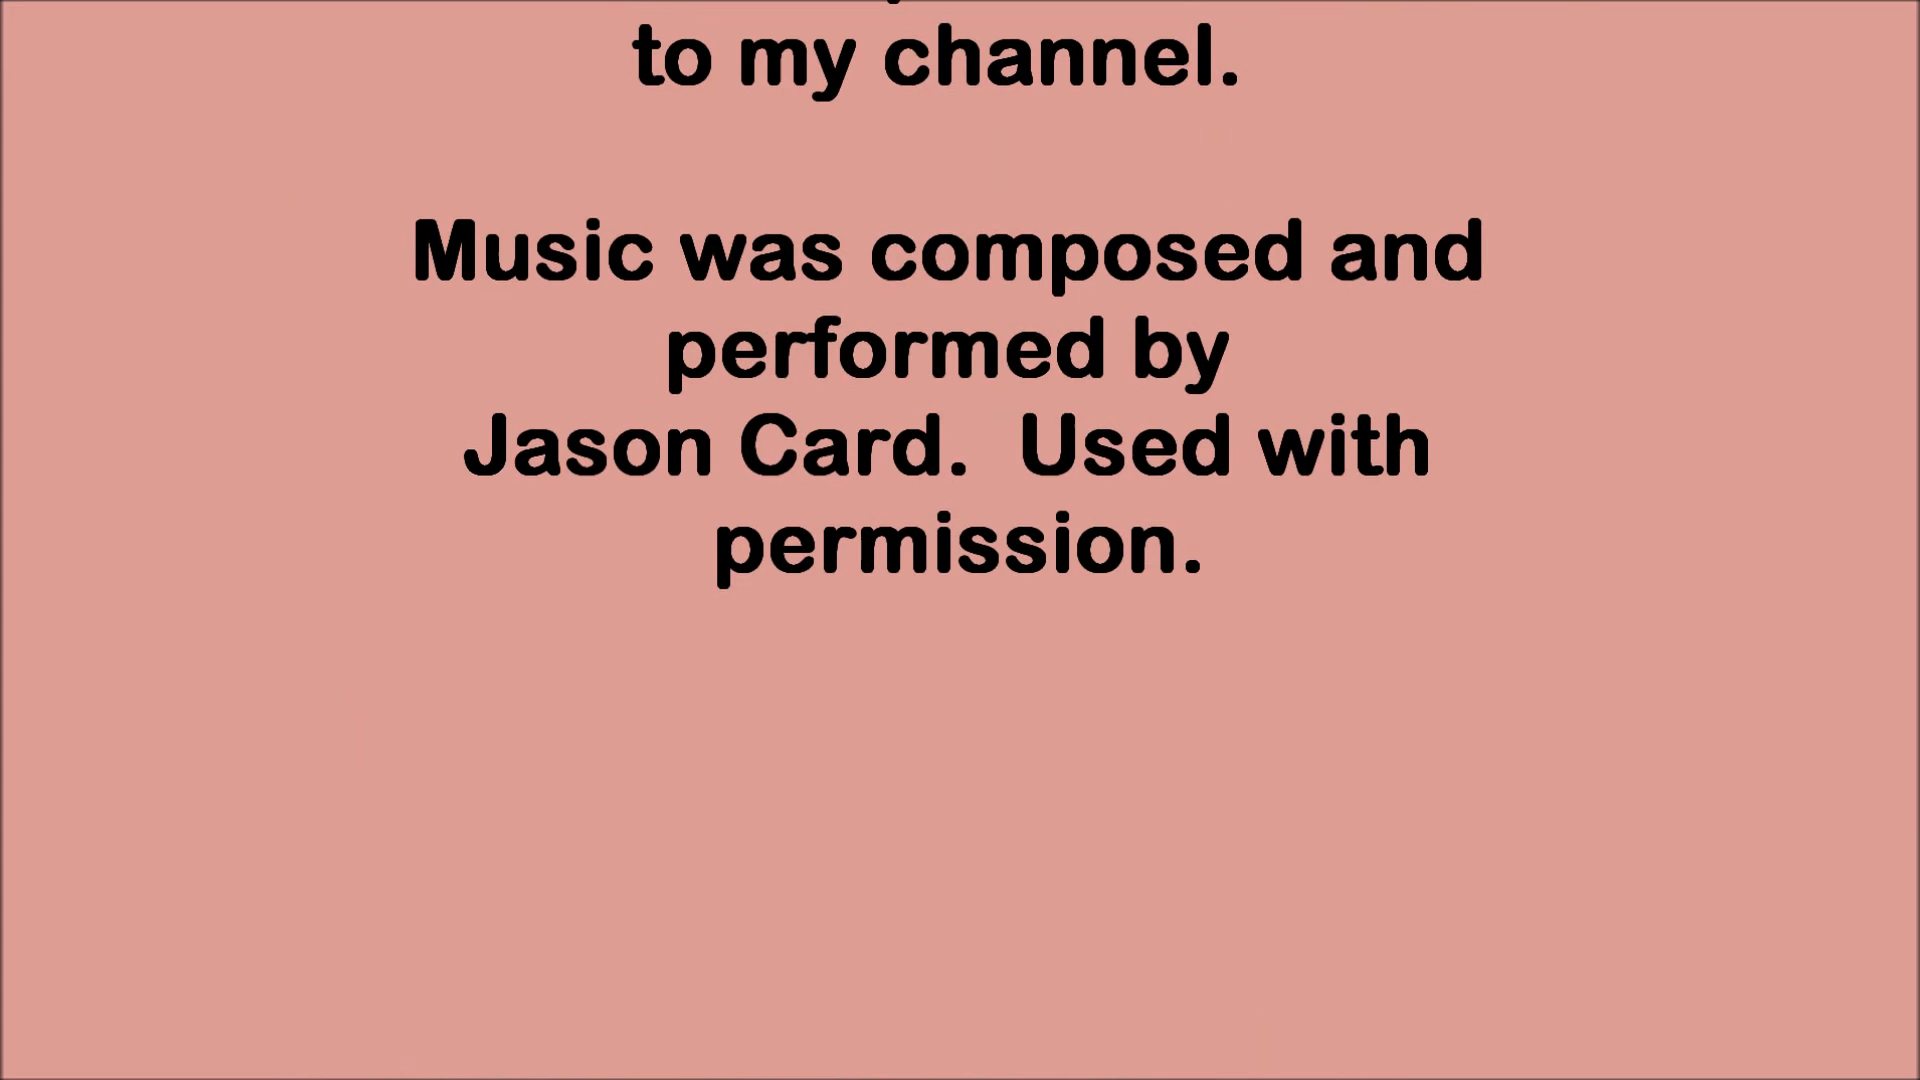 to my channel.
Music was composed and
performed by
Jason Card.  Used with
permission.